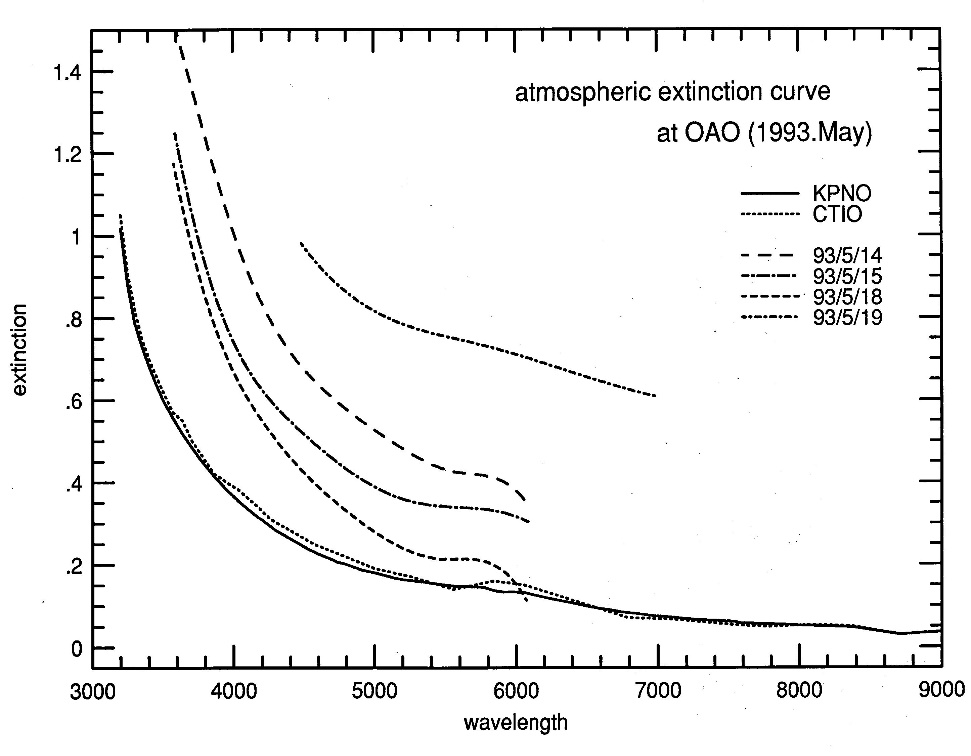 atmospheric extinction curve
at OAO (1993.May)
KPNO
CTIO
93/5/14
93/5/15
93/5/18
93/5/19
extinction
1.4
1.2
1
.8
.6
.4
.2
0
3000 4000 5000 6000 7000 8000 9000
wavelength